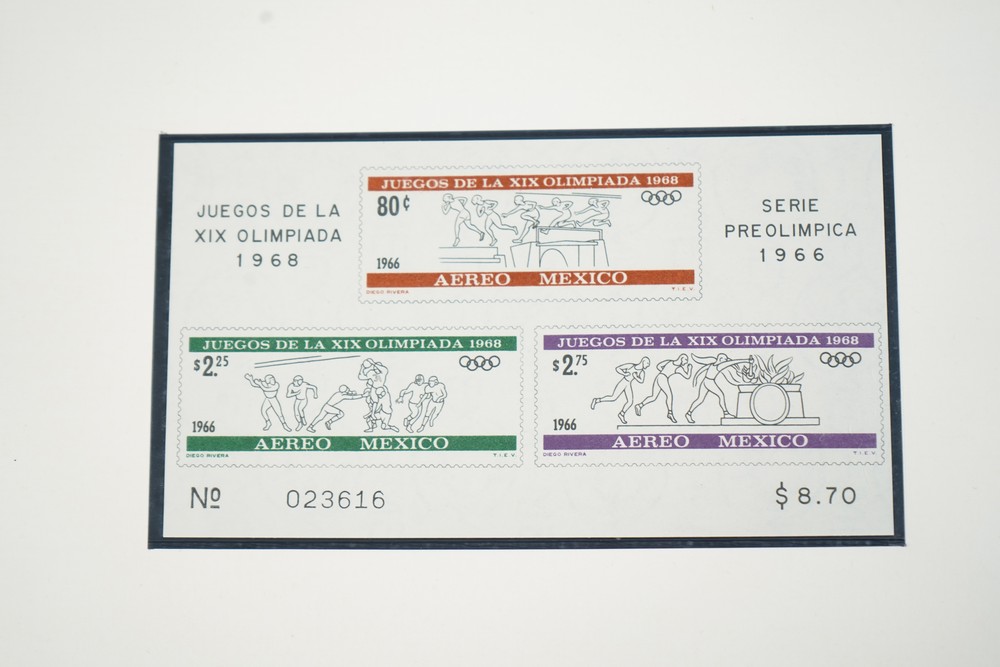 JUEGOS DE LA
XIX OLIMPIADA
1968
JUEGOS DE LA XIX OLIMPIADA 1968
80¢
1966
AEREO MEXICO
DIEGO RIVERA
T.I.E.V.
SERIE
PREOLIMPICA
1966
JUEGOS DE LA XIX OLIMPIADA 1968
$2.25
1966
AEREO MEXICO
DIEGO RIVERA
T.I.E.V.
JUEGOS DE LA XIX OLIMPIADA 1968
$2.75
1966
AEREO MEXICO
DIEGO RIVERA
T.I.E.V.
Nº 023616
$8.70